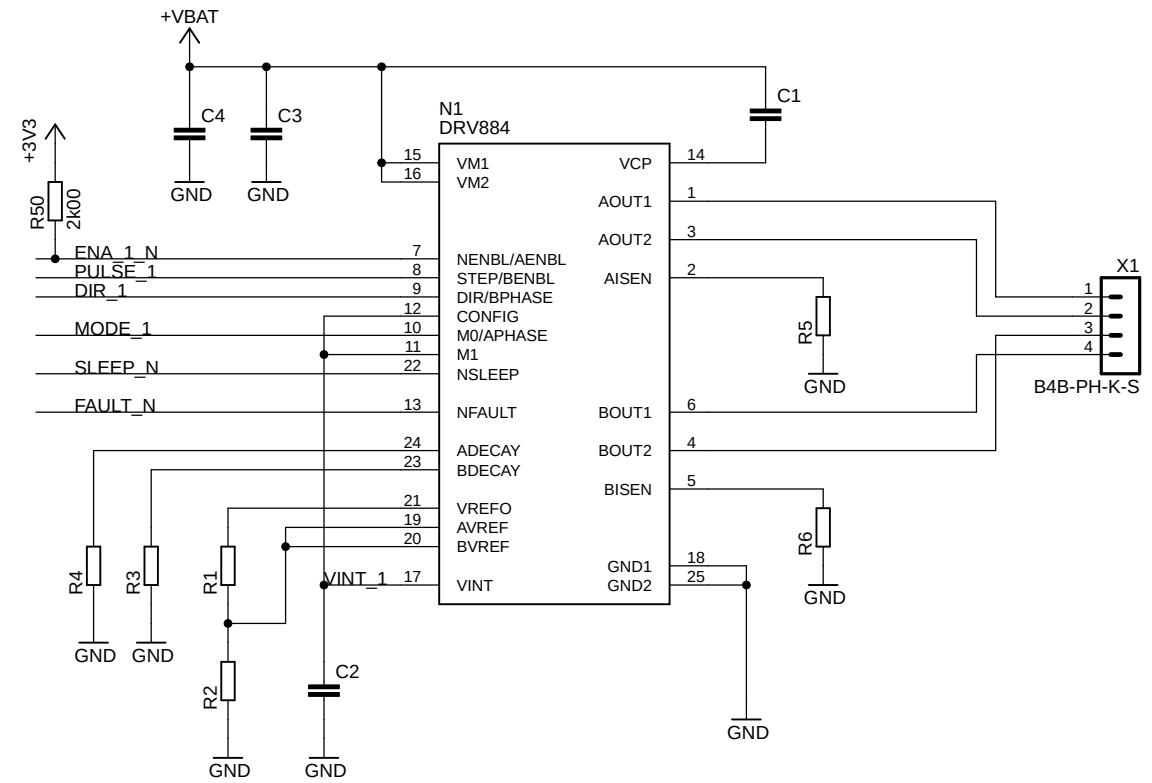 +VBAT
C4
C3
C1
N1
DRV884
+3V3
R50
2k00
GND
GND
15
VM1
16
VM2
VCP
14
AOUT1
1
AOUT2
3
AISEN
2
R5
GND
X1
1
2
3
4
B4B-PH-K-S
ENA_1_N
7
NENBL/AENBL
PULSE_1
8
STEP/BENBL
DIR_1
9
DIR/BPHASE
12
CONFIG
MODE_1
10
M0/APHASE
11
M1
SLEEP_N
22
NSLEEP
FAULT_N
13
NFAULT
BOUT1
6
24
ADECAY
BOUT2
4
23
BDECAY
BISEN
5
21
VREFO
19
AVREF
20
BVREF
R6
GND
GND1
18
GND2
25
VINT_1
17
VINT
R4
R3
R1
GND
GND
R2
C2
GND
GND
GND